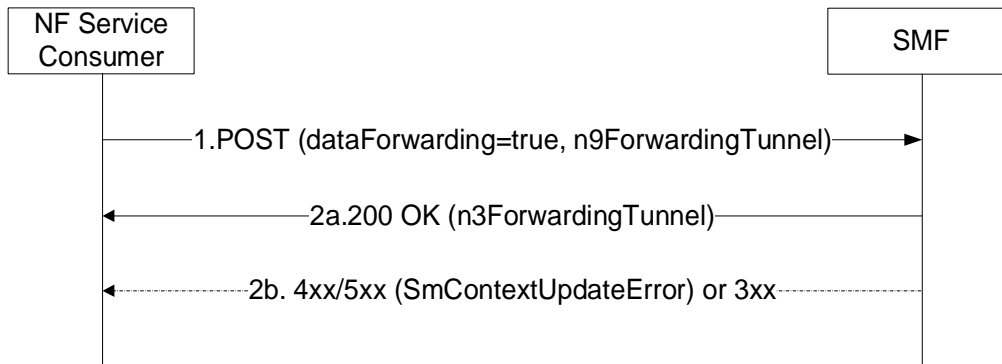 NF Service
Consumer
SMF
1.POST (dataForwarding=true, n9ForwardingTunnel)
2a.200 OK (n3ForwardingTunnel)
2b. 4xx/5xx (SmContextUpdateError) or 3xx